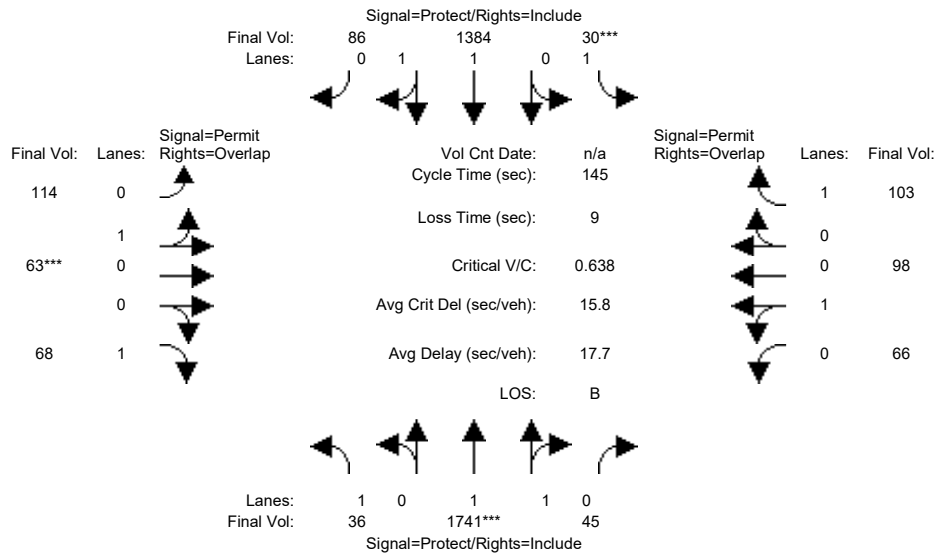 Signal=Protect/Rights=Include
Final Vol: 86 1384 30***
Lanes: 0 1 1 0 1
Signal=Permit Signal=Permit
Final Vol: Lanes: Rights=Overlap Vol Cnt Date: n/a Rights=Overlap Lanes: Final Vol:
Cycle Time (sec): 145
114 0 1 103
Loss Time (sec): 9
1 0
63*** 0 Critical V/C: 0.638 0 98
0 Avg Crit Del (sec/veh): 15.8 1
68 1 Avg Delay (sec/veh): 17.7 0 66
LOS: B
Lanes: 1 0 1 1 0
Final Vol: 36 1741*** 45
Signal=Protect/Rights=Include